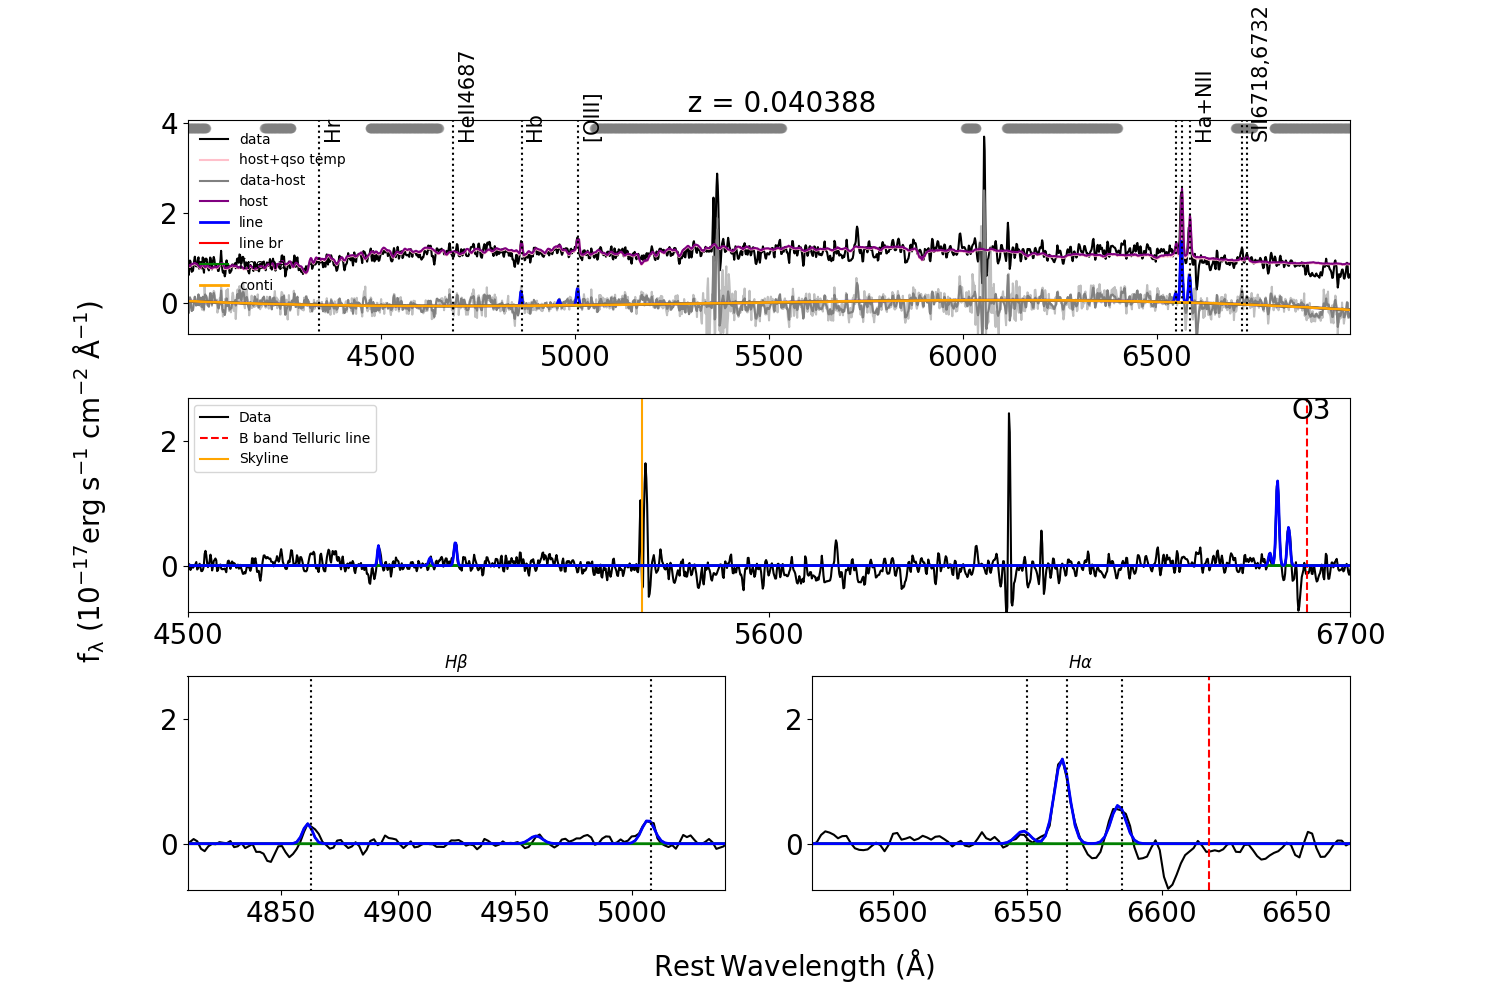 z = 0.040388
Hr
HeII4687
Hb
[OIII]
Ha+NII
SII6718,6732
4
2
0
data
host+qso temp
data-host
host
line
line br
conti
4500 5000 5500 6000 6500
fλ (10−17erg s−1 cm−2 Å−1)
O3
2
0
Data
B band Telluric line
Skyline
4500 5600 6700
Hβ Hα
2 2
0 0
4850 4900 4950 5000 6500 6550 6600 6650
Rest Wavelength (Å)